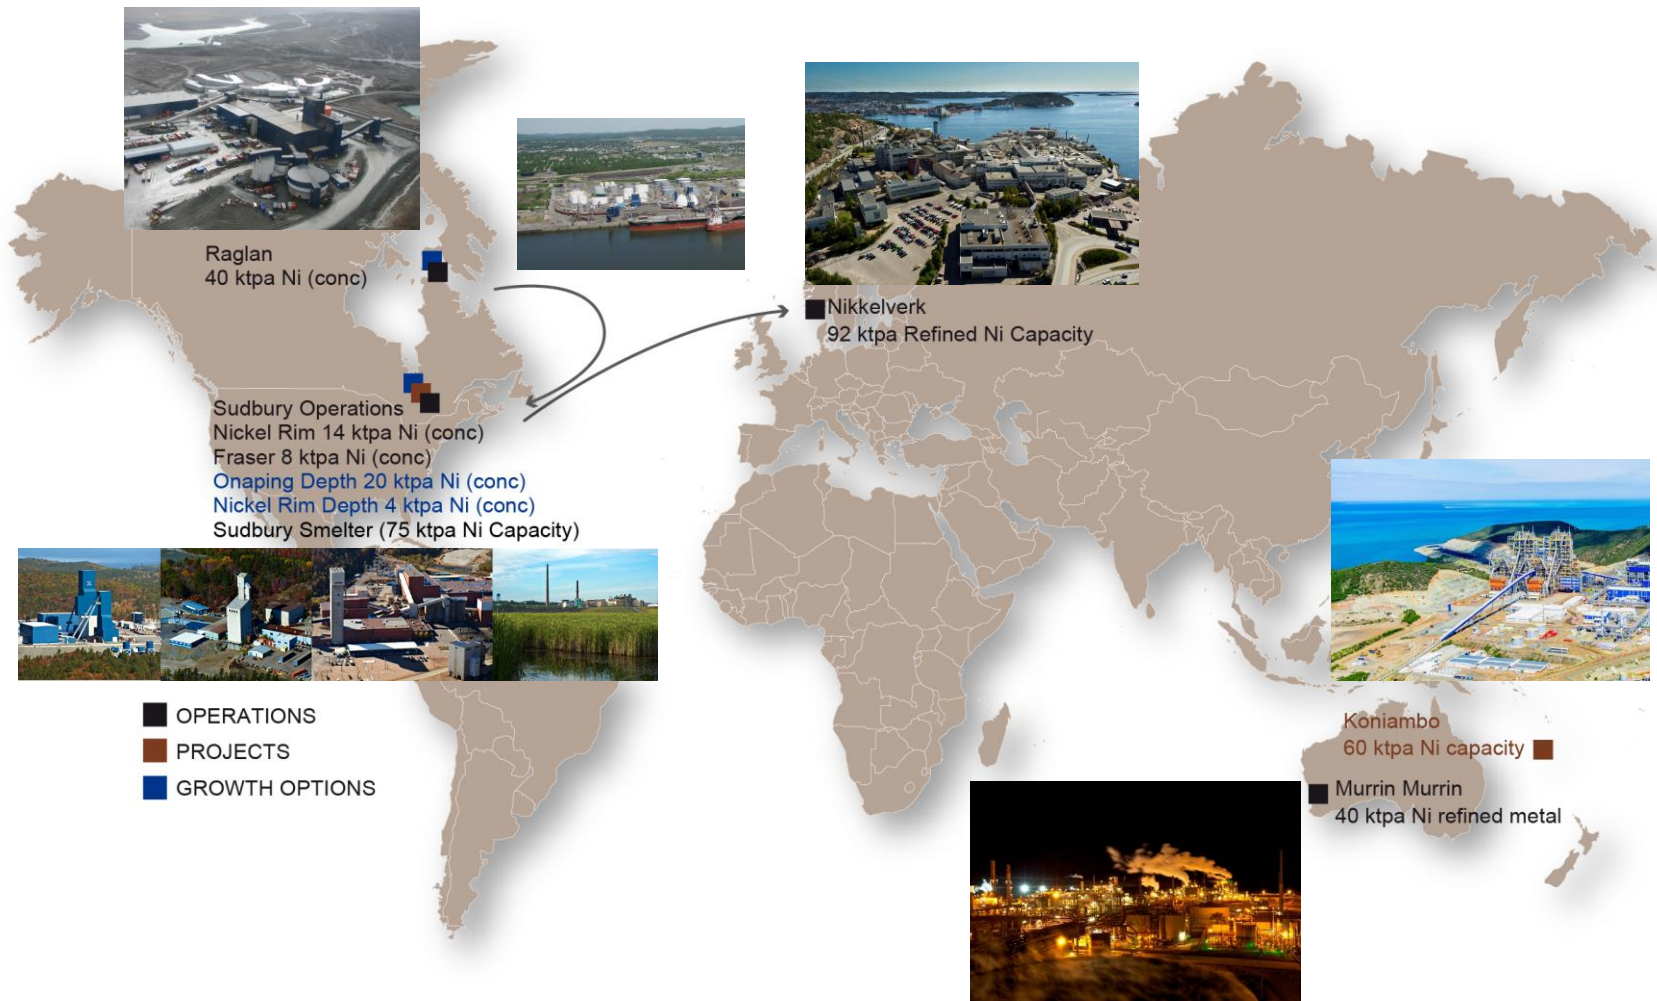 Raglan
40 ktpa Ni (conc)
Nikkelverk
92 ktpa Refined Ni Capacity
Sudbury Operations
Nickel Rim 14 ktpa Ni (conc)
Fraser 8 ktpa Ni (conc)
Onaping Depth 20 ktpa Ni (conc)
Nickel Rim Depth 4 ktpa Ni (conc)
Sudbury Smelter (75 ktpa Ni Capacity)
OPERATIONS
PROJECTS
GROWTH OPTIONS
Koniambo
60 ktpa Ni capacity
Murrin Murrin
40 ktpa Ni refined metal